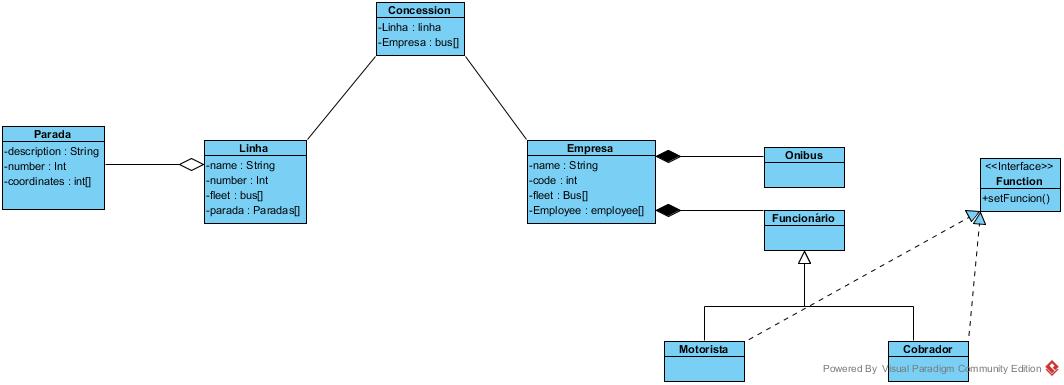 Concession
-Linha : linha
-Empresa : bus[]
Parada
-description : String
-number : Int
-coordinates : int[]
Linha
-name : String
-number : Int
-fleet : bus[]
-parada : Paradas[]
Empresa
-name : String
-code : int
-fleet : Bus[]
-Employee : employee[]
Onibus
Funcionário
<<Interface>>
Function
+setFuncion()
Motorista
Cobrador
Powered By Visual Paradigm Community Edition